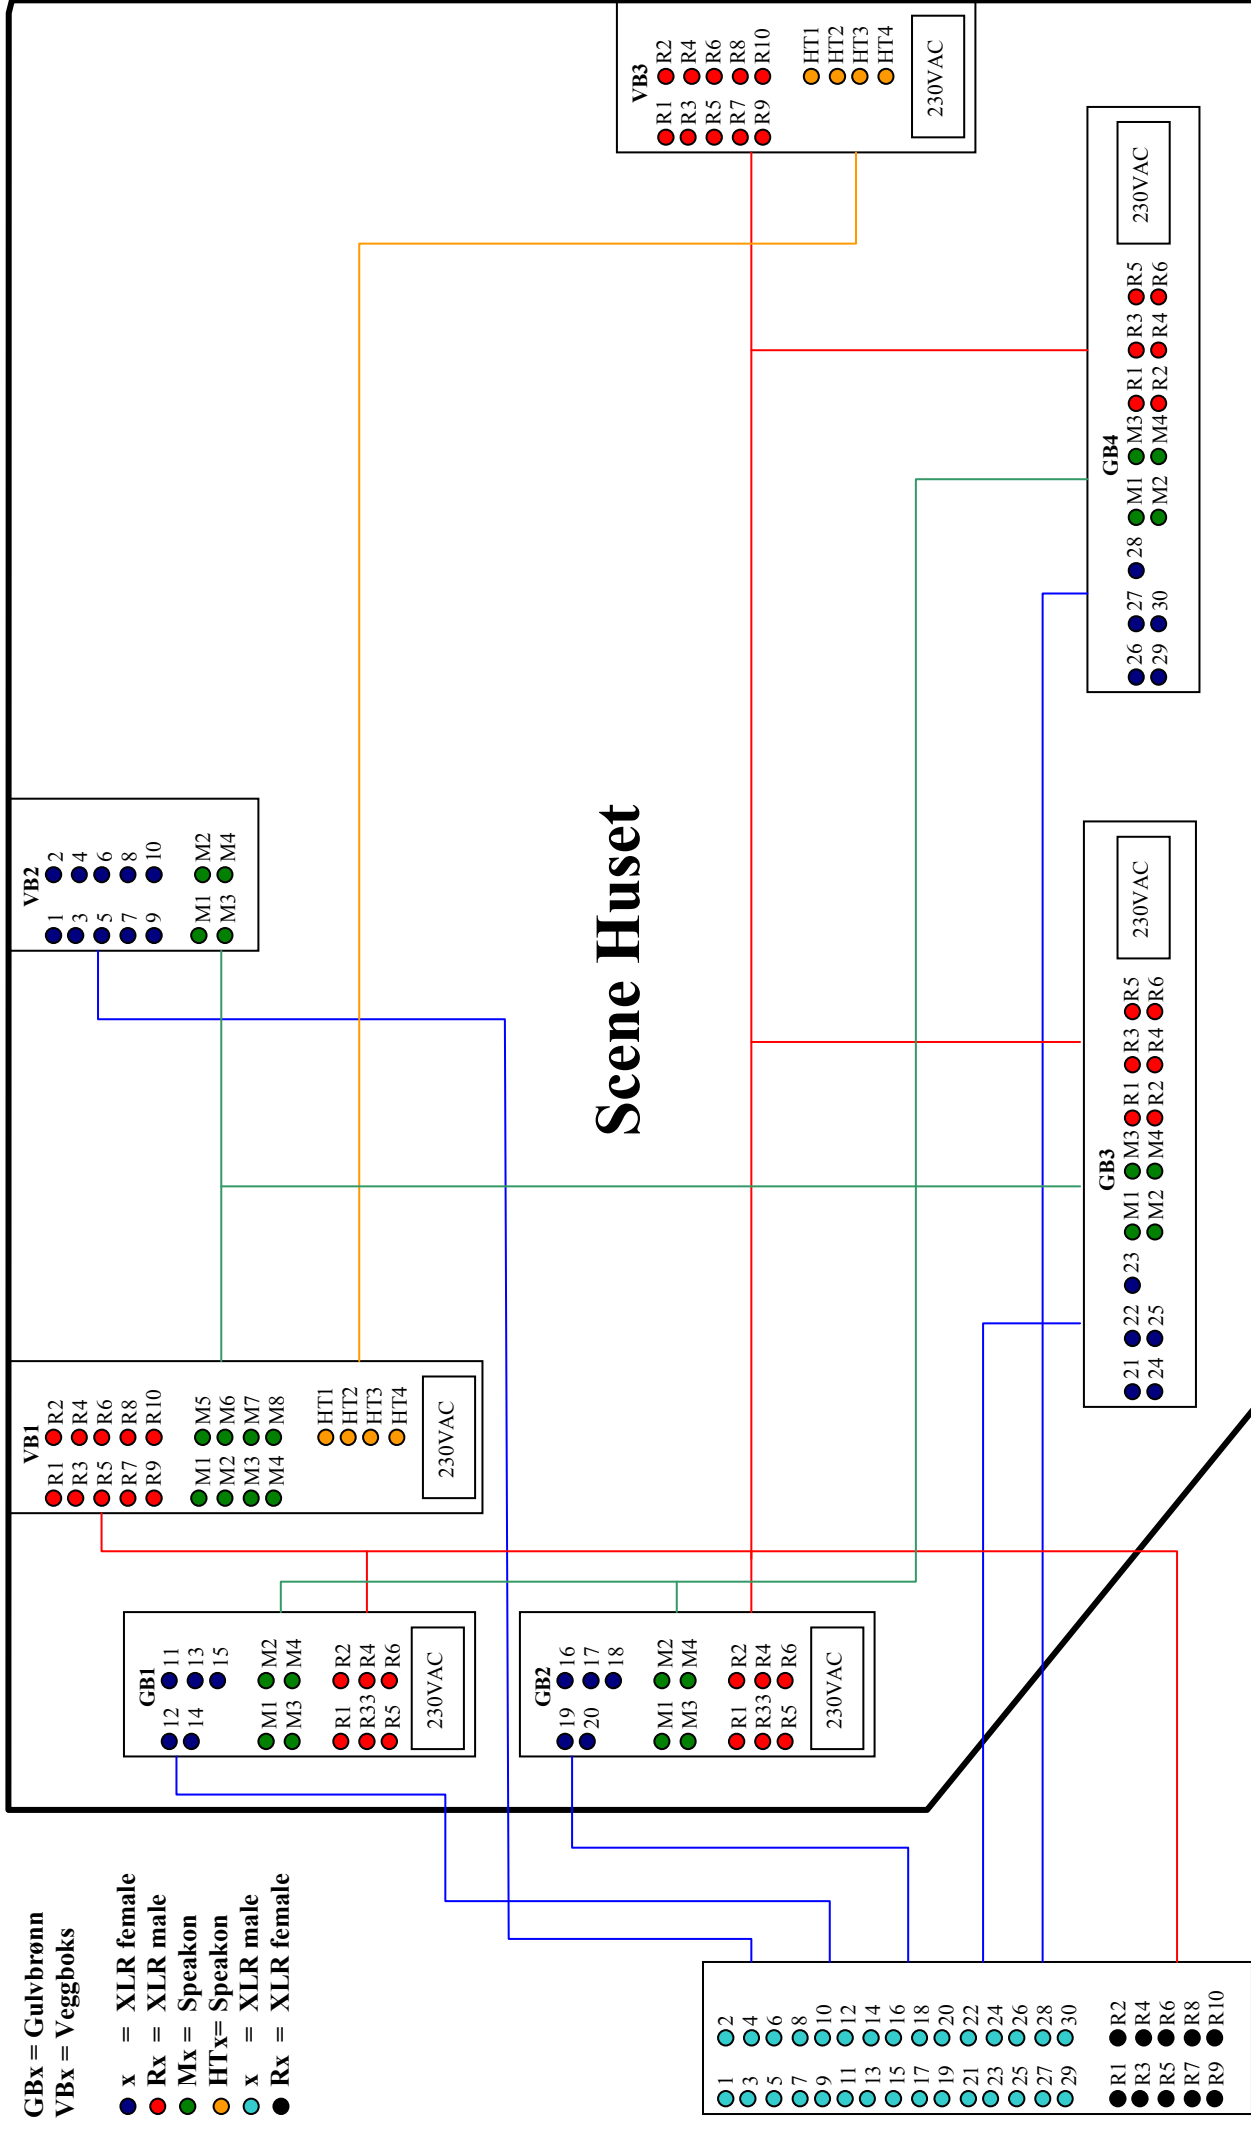 GBx = Gulvbrønn
VBx = Veggboks
x = XLR female
Rx = XLR male
Mx = Speakon
HTx= Speakon
x = XLR male
Rx = XLR female
GB1
12 11
14 13
15
M1 M2
M3 M4
R1 R2
R33 R4
R5 R6
230VAC
GB2
19 16
20 17
18
M1 M2
M3 M4
R1 R2
R33 R4
R5 R6
230VAC
VB1
R1 R2
R3 R4
R5 R6
R7 R8
R9 R10
M1 M5
M2 M6
M3 M7
M4 M8
HT1
HT2
HT3
HT4
230VAC
VB2
1 2
3 4
5 6
7 8
9 10
M1 M2
M3 M4
Scene Huset
VB3
R1 R2
R3 R4
R5 R6
R7 R8
R9 R10
HT1
HT2
HT3
HT4
230VAC
1 2
3 4
5 6
7 8
9 10
11 12
13 14
15 16
17 18
19 20
21 22
23 24
25 26
27 28
29 30
R1 R2
R3 R4
R5 R6
R7 R8
R9 R10
GB3
21 22 23 M1 M3 R1 R3 R5
24 25 M2 M4 R2 R4 R6
230VAC
GB4
26 27 28 M1 M3 R1 R3 R5
29 30 M2 M4 R2 R4 R6
230VAC